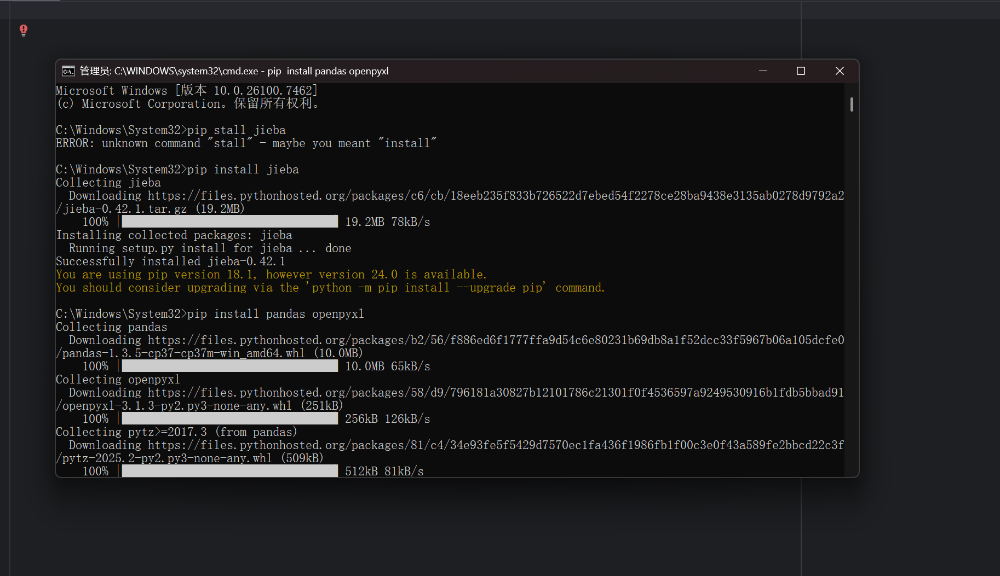 管理员: C:\WINDOWS\system32\cmd.exe - pip  install pandas openpyxl
Microsoft Windows [版本 10.0.26100.7462]
(c) Microsoft Corporation。保留所有权利。
C:\Windows\System32>pip stall jieba
ERROR: unknown command "stall" - maybe you meant "install"
C:\Windows\System32>pip install jieba
Collecting jieba
  Downloading https://files.pythonhosted.org/packages/c6/cb/18eeb235f833b726522d7ebed54f2278ce28ba9438e3135ab0278d9792a2
/jieba-0.42.1.tar.gz (19.2MB)
    100% |████████████████████████████████| 19.2MB 78kB/s
Installing collected packages: jieba
  Running setup.py install for jieba ... done
Successfully installed jieba-0.42.1
You are using pip version 18.1, however version 24.0 is available.
You should consider upgrading via the 'python -m pip install --upgrade pip' command.
C:\Windows\System32>pip install pandas openpyxl
Collecting pandas
  Downloading https://files.pythonhosted.org/packages/b2/56/f886ed6f1777ffa9d54c6e80231b69db8a1f52dcc33f5967b06a105dcfe0
/pandas-1.3.5-cp37-cp37m-win_amd64.whl (10.0MB)
    100% |████████████████████████████████| 10.0MB 65kB/s
Collecting openpyxl
  Downloading https://files.pythonhosted.org/packages/58/d9/796181a30827b12101786c21301f0f4536597a9249530916b1fdb5bbad91
/openpyxl-3.1.3-py2.py3-none-any.whl (251kB)
    100% |████████████████████████████████| 256kB 126kB/s
Collecting pytz>=2017.3 (from pandas)
  Downloading https://files.pythonhosted.org/packages/81/c4/34e93fe5f5429d7570ec1fa436f1986fb1f00c3e0f43a589fe2bbcd22c3f
/pytz-2025.2-py2.py3-none-any.whl (509kB)
    100% |████████████████████████████████| 512kB 81kB/s